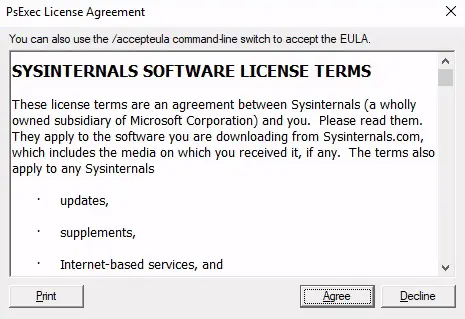 PsExec License Agreement
You can also use the /accepteula command-line switch to accept the EULA.
SYSINTERNALS SOFTWARE LICENSE TERMS
These license terms are an agreement between Sysinternals (a wholly
owned subsidiary of Microsoft Corporation) and you.  Please read them.
They apply to the software you are downloading from Sysinternals.com,
which includes the media on which you received it, if any.  The terms also
apply to any Sysinternals
· updates,
· supplements,
· Internet-based services, and
Print
Agree
Decline